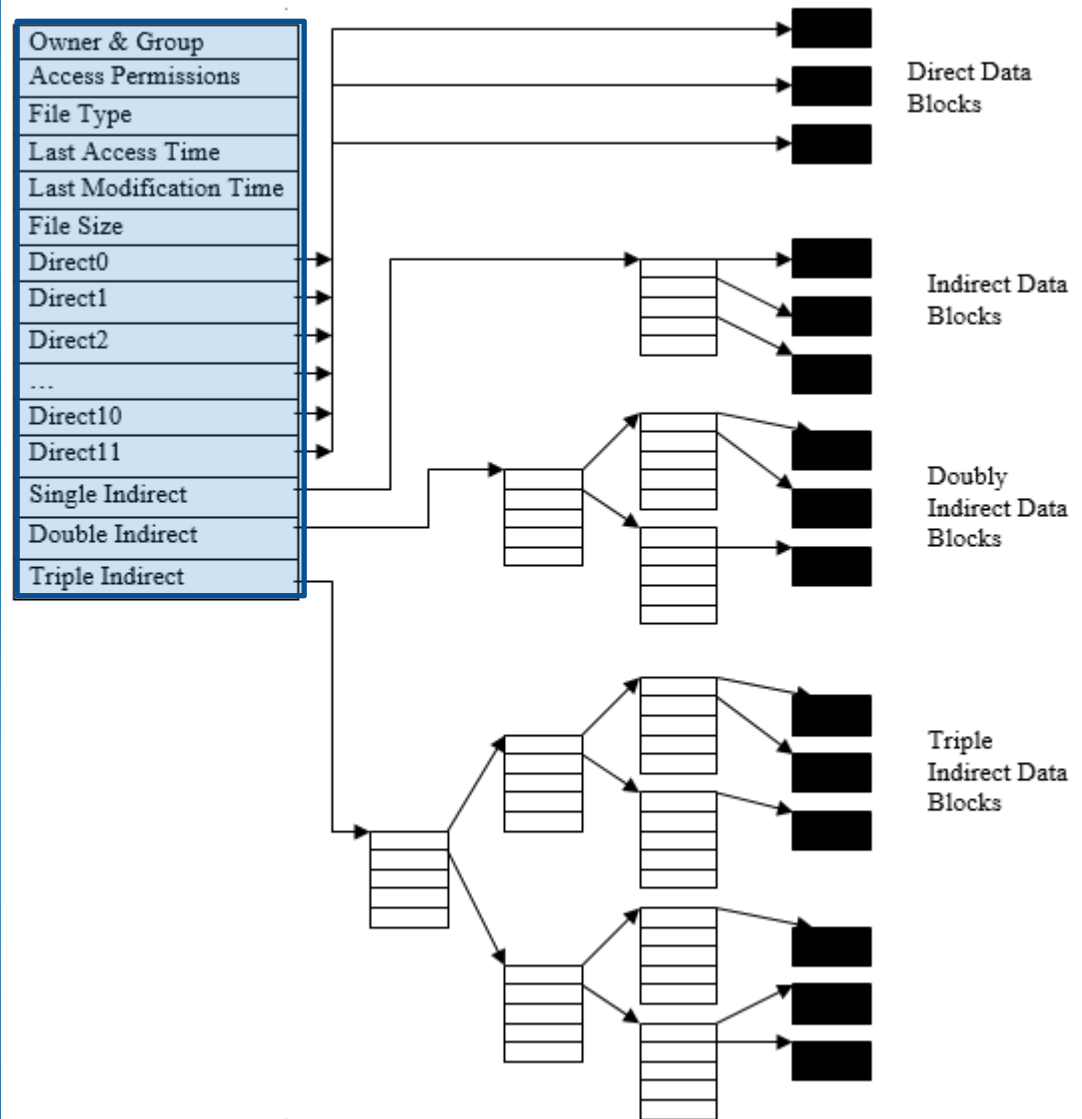 Owner & Group
Access Permissions
File Type
Last Access Time
Last Modification Time
File Size
Direct0
Direct1
Direct2
…
Direct10
Direct11
Single Indirect
Double Indirect
Triple Indirect
Direct Data
Blocks
Indirect Data
Blocks
Doubly
Indirect Data
Blocks
Triple
Indirect Data
Blocks